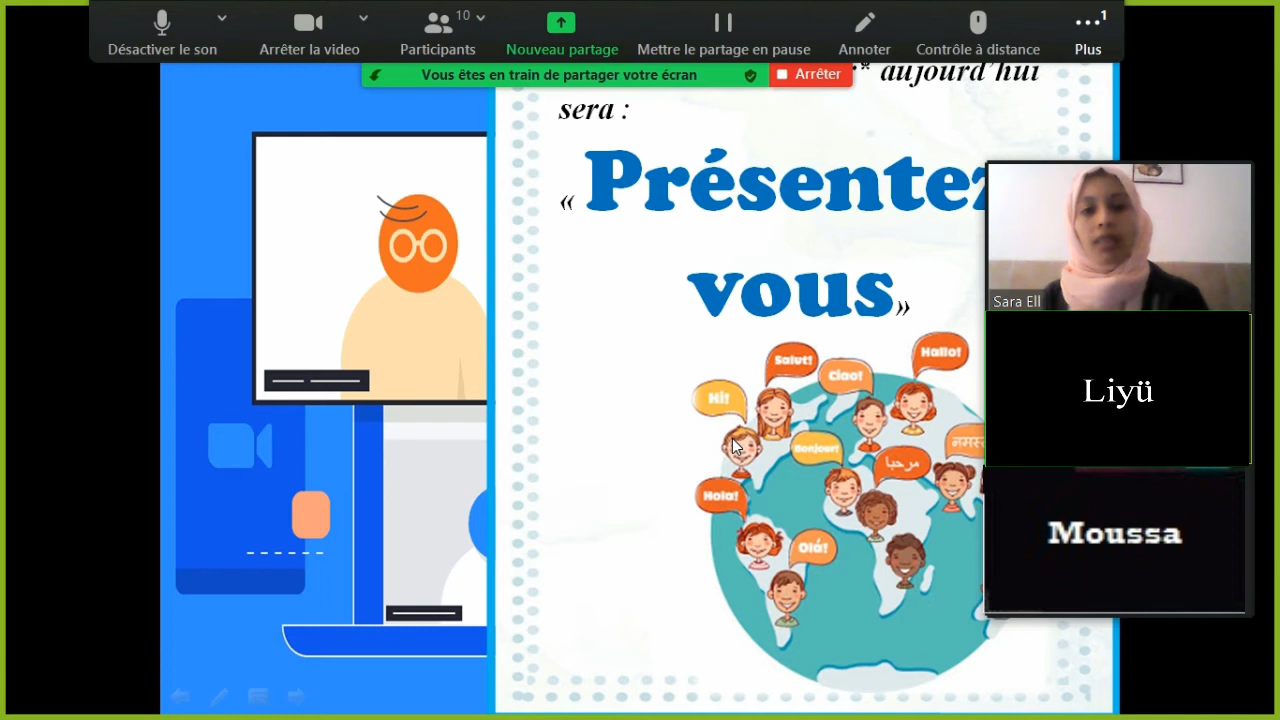 10
1
Désactiver le son
Arrêter la video
Participants
Nouveau partage
Mettre le partage en pause
Annoter
Contrôle à distance
Plus
Vous êtes en train de partager votre écran
Arrêter
aujourd'hui
sera :
« Présentez
vous»
Sara Ell
Liyü
Moussa
Salut!
Ciao!
Hallo!
Hi!
Bonjour!
مرحبا
Hola!
Olá!